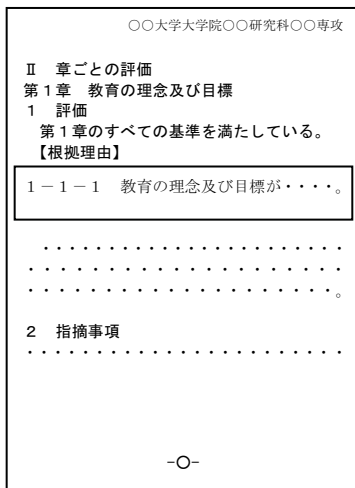 ○○大学大学院○○研究科○○専攻
Ⅱ　章ごとの評価
第１章　教育の理念及び目標
１　評価
第１章のすべての基準を満たしている。
【根拠理由】
１－１－１　教育の理念及び目標が・・・・。
・・・・・・・・・・・・・・・・・・・・・・・
・・・・・・・・・・・・・・・・・・・・
・・・・・・・・・・・・・・・・・・・・・・。
２　指摘事項
・・・・・・・・・・・・・・・・・・・・・・・
-○-